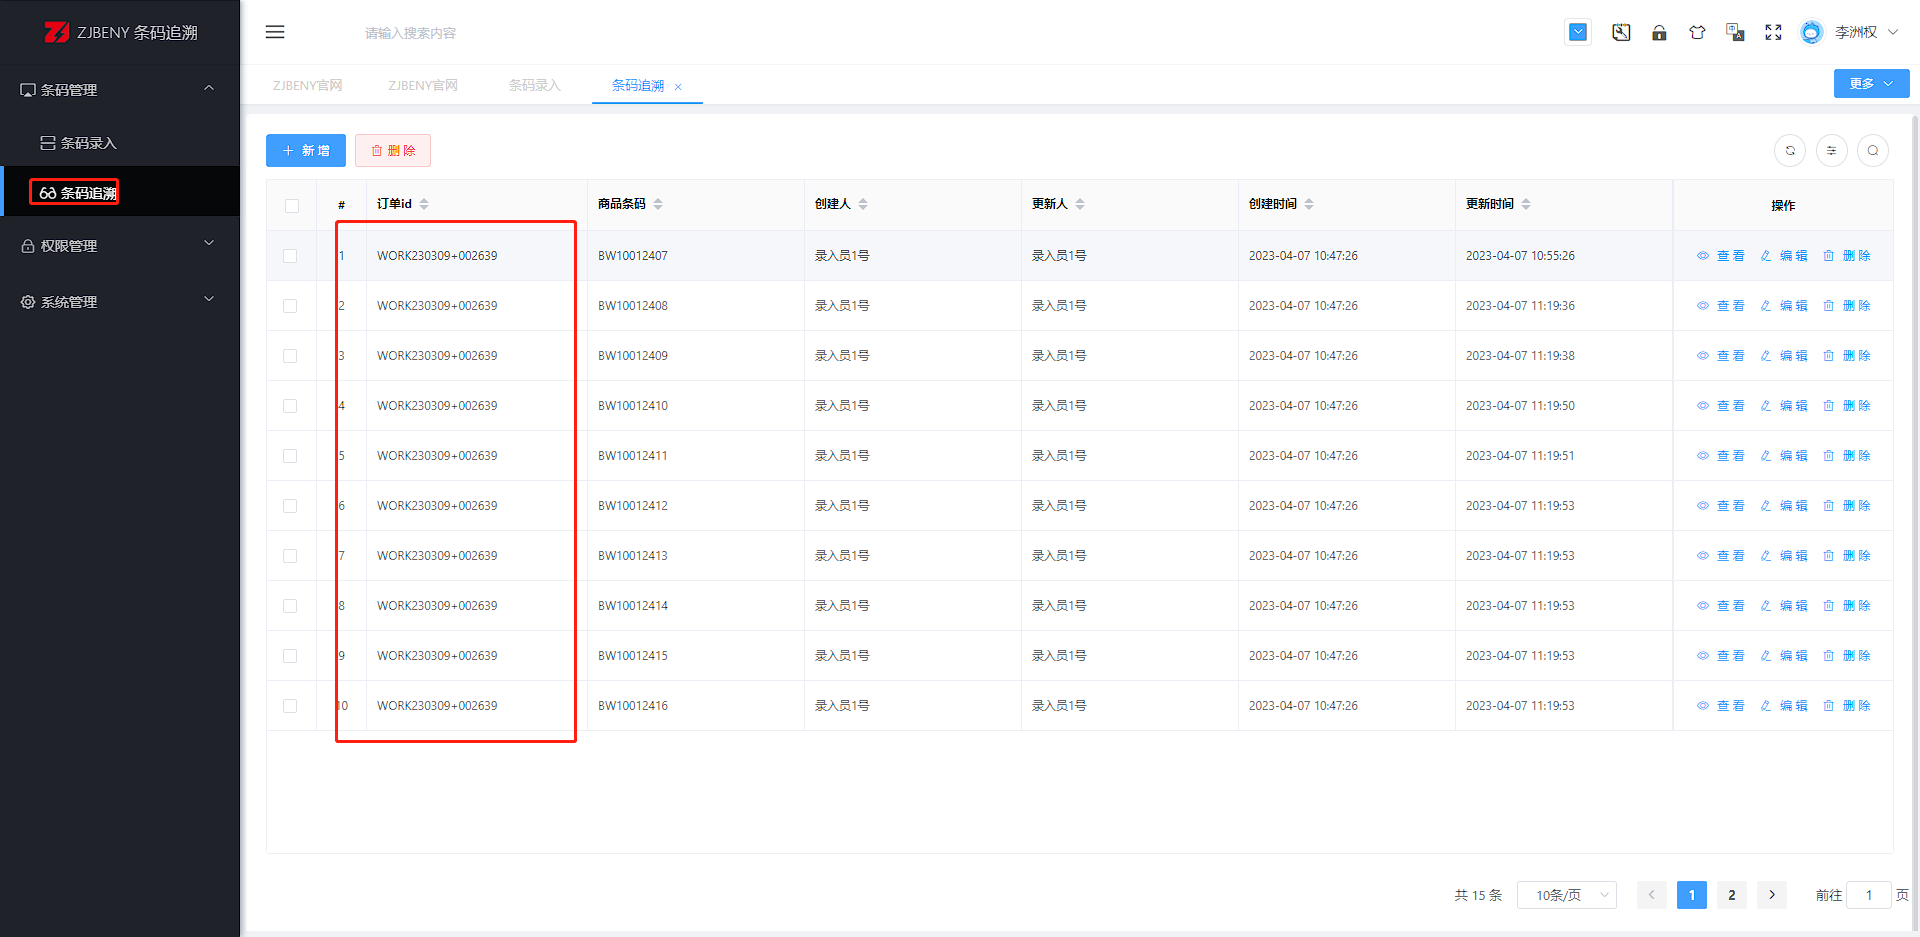 ZJBENY 条码追溯
请输入搜索内容
李洲权
条码管理
条码录入
条码追溯
权限管理
系统管理
ZJBENY官网 ZJBENY官网 条码录入 条码追溯 × 更多
+ 新增 删除
# 订单id 商品条码 创建人 更新人 创建时间 更新时间 操作
1 WORK230309+002639 BW10012407 录入员1号 录入员1号 2023-04-07 10:47:26 2023-04-07 10:55:26 查看 编辑 删除
2 WORK230309+002639 BW10012408 录入员1号 录入员1号 2023-04-07 10:47:26 2023-04-07 11:19:36 查看 编辑 删除
3 WORK230309+002639 BW10012409 录入员1号 录入员1号 2023-04-07 10:47:26 2023-04-07 11:19:38 查看 编辑 删除
4 WORK230309+002639 BW10012410 录入员1号 录入员1号 2023-04-07 10:47:26 2023-04-07 11:19:50 查看 编辑 删除
5 WORK230309+002639 BW10012411 录入员1号 录入员1号 2023-04-07 10:47:26 2023-04-07 11:19:51 查看 编辑 删除
6 WORK230309+002639 BW10012412 录入员1号 录入员1号 2023-04-07 10:47:26 2023-04-07 11:19:53 查看 编辑 删除
7 WORK230309+002639 BW10012413 录入员1号 录入员1号 2023-04-07 10:47:26 2023-04-07 11:19:53 查看 编辑 删除
8 WORK230309+002639 BW10012414 录入员1号 录入员1号 2023-04-07 10:47:26 2023-04-07 11:19:53 查看 编辑 删除
9 WORK230309+002639 BW10012415 录入员1号 录入员1号 2023-04-07 10:47:26 2023-04-07 11:19:53 查看 编辑 删除
10 WORK230309+002639 BW10012416 录入员1号 录入员1号 2023-04-07 10:47:26 2023-04-07 11:19:53 查看 编辑 删除
共 15 条 10条/页 < 1 2 > 前往 1 页